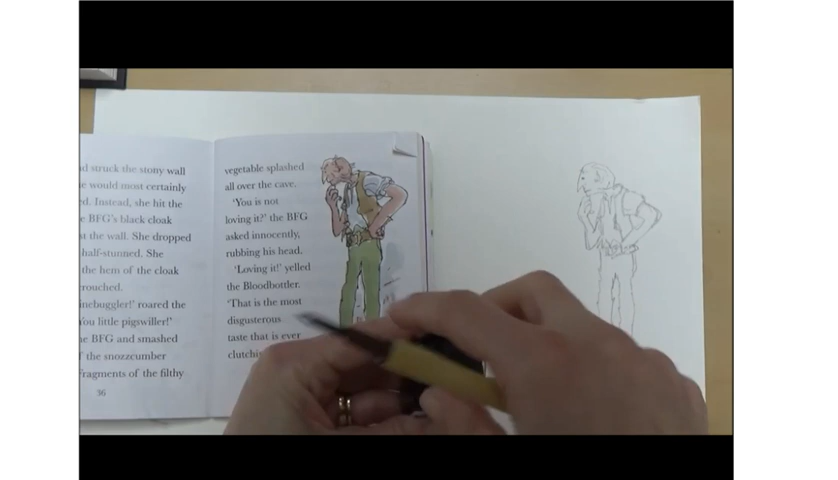 d struck the stony wall
e would most certainly
d. Instead, she hit the
e BFG's black cloak
t the wall. She dropped
half-stunned. She
the hem of the cloak
rouched.
inebuggler!' roared the
You little pigswiller!'
e BFG and smashed
f the snozzcumber
Fragments of the filthy
96
vegetable splashed
all over the cave.
'You is not
loving it?' the BFG
asked innocently,
rubbing his head.
'Loving it!' yelled
the Bloodbottler.
'That is the most
disgusterous
taste that is ever
clutchi